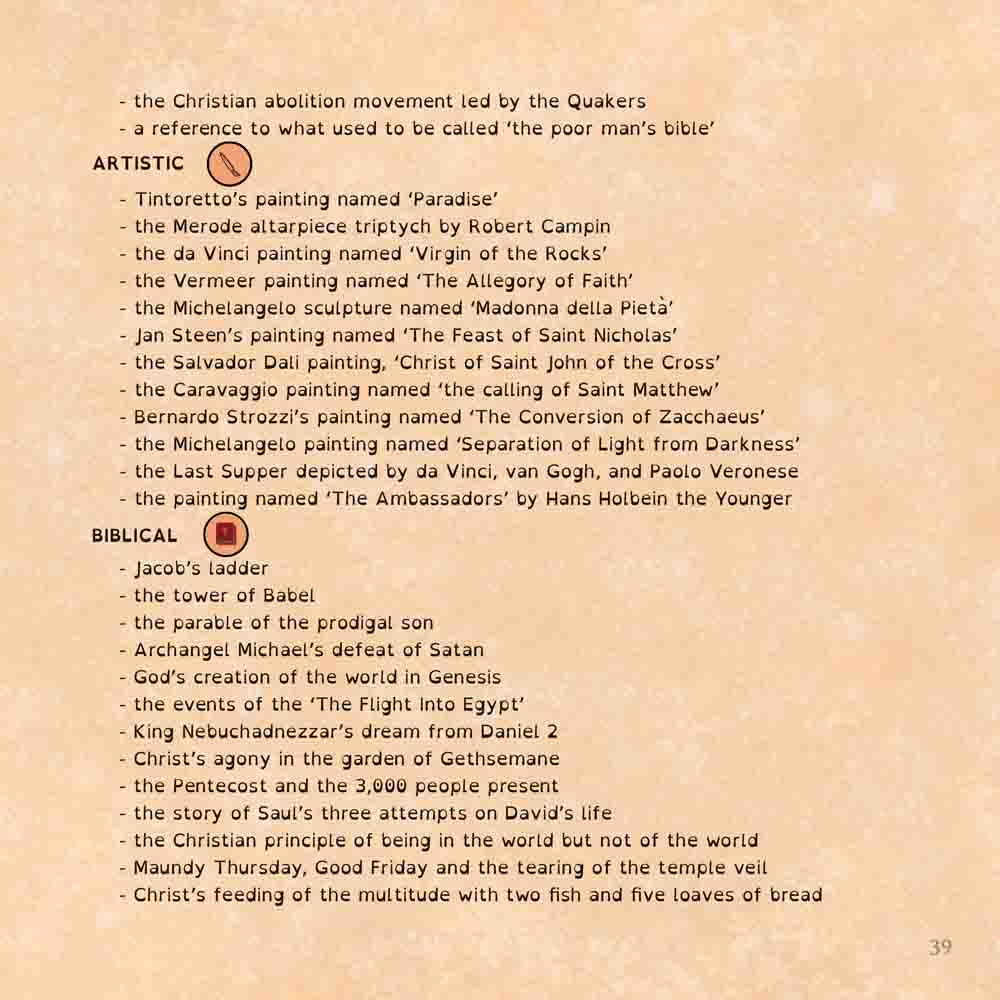 - the Christian abolition movement led by the Quakers
- a reference to what used to be called ‘the poor man’s bible’
ARTISTIC
- Tintoretto’s painting named ‘Paradise’
- the Merode altarpiece triptych by Robert Campin
- the da Vinci painting named ‘Virgin of the Rocks’
- the Vermeer painting named ‘The Allegory of Faith’
- the Michelangelo sculpture named ‘Madonna della Pietà’
- Jan Steen’s painting named ‘The Feast of Saint Nicholas’
- the Salvador Dali painting, ‘Christ of Saint John of the Cross’
- the Caravaggio painting named ‘the calling of Saint Matthew’
- Bernardo Strozzi’s painting named ‘The Conversion of Zacchaeus’
- the Michelangelo painting named ‘Separation of Light from Darkness’
- the Last Supper depicted by da Vinci, van Gogh, and Paolo Veronese
- the painting named ‘The Ambassadors’ by Hans Holbein the Younger
BIBLICAL
- Jacob’s ladder
- the tower of Babel
- the parable of the prodigal son
- Archangel Michael’s defeat of Satan
- God’s creation of the world in Genesis
- the events of the ‘The Flight Into Egypt’
- King Nebuchadnezzar’s dream from Daniel 2
- Christ’s agony in the garden of Gethsemane
- the Pentecost and the 3,000 people present
- the story of Saul’s three attempts on David’s life
- the Christian principle of being in the world but not of the world
- Maundy Thursday, Good Friday and the tearing of the temple veil
- Christ’s feeding of the multitude with two fish and five loaves of bread
39